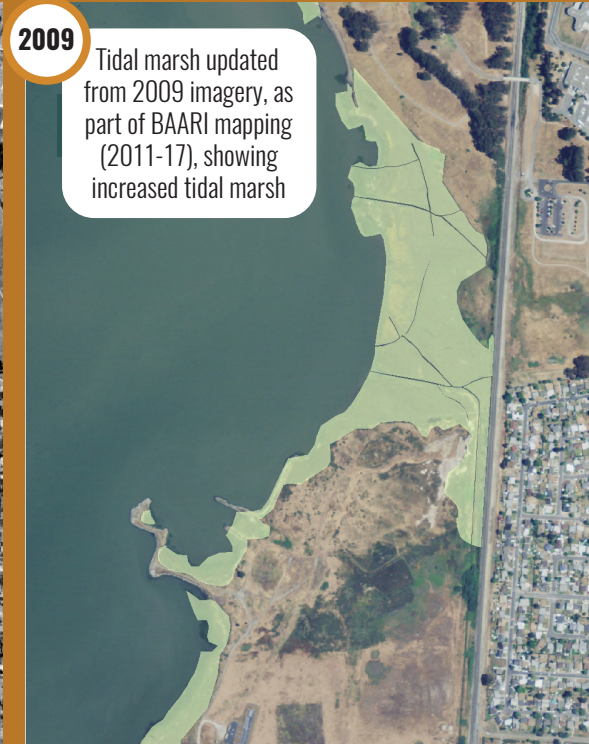 2009
Tidal marsh updated
from 2009 imagery, as
part of BAARI mapping
(2011-17), showing
increased tidal marsh